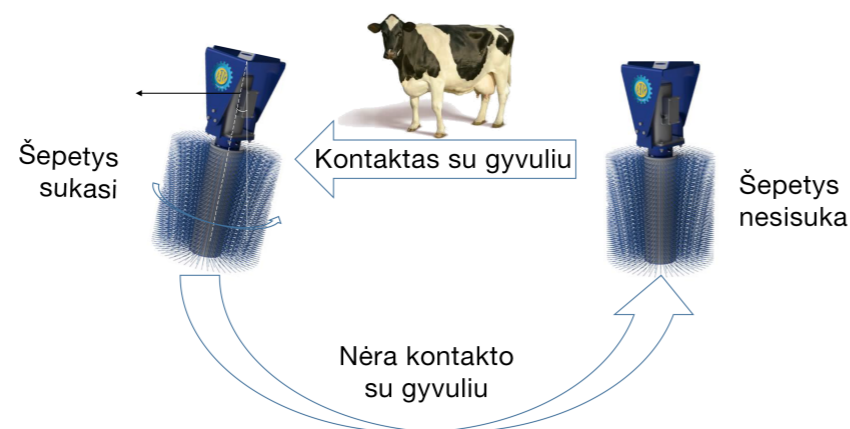 Šepetys
sukasi
Kontaktas su gyvuliu
Šepetys
nesisuka
Nėra kontakto
su gyvuliu